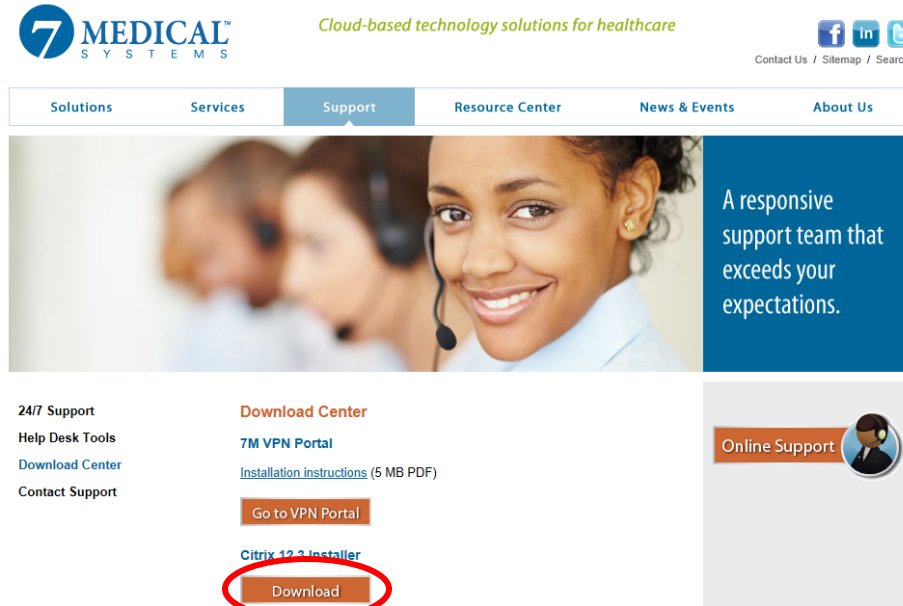 7 MEDICAL™
SYSTEMS
Cloud-based technology solutions for healthcare
f in
Contact Us / Sitemap /
Solutions Services Support Resource Center News & Events About Us
A responsive
support team that
exceeds your
expectations.
24/7 Support
Help Desk Tools
Download Center
Contact Support
Download Center
7M VPN Portal
Installation instructions (5 MB PDF)
Go to VPN Portal
Citrix 12.3 Installer
Download
Online Support